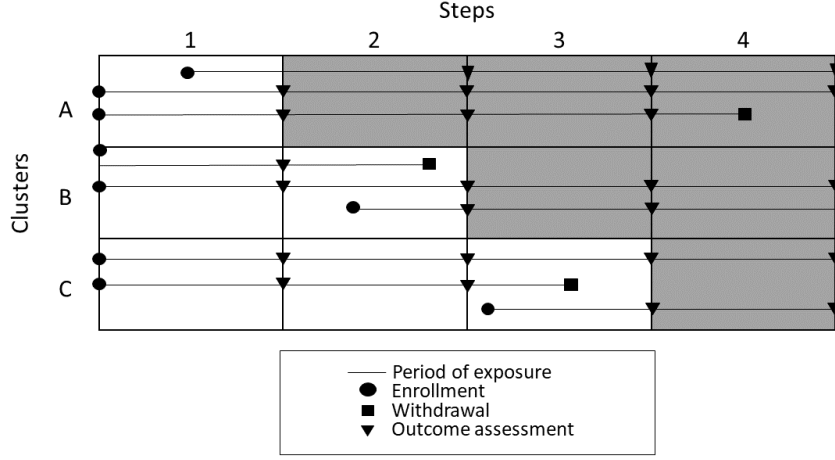 Steps
1 2 3 4
A
Clusters
B
C
Period of exposure
Enrollment
Withdrawal
Outcome assessment